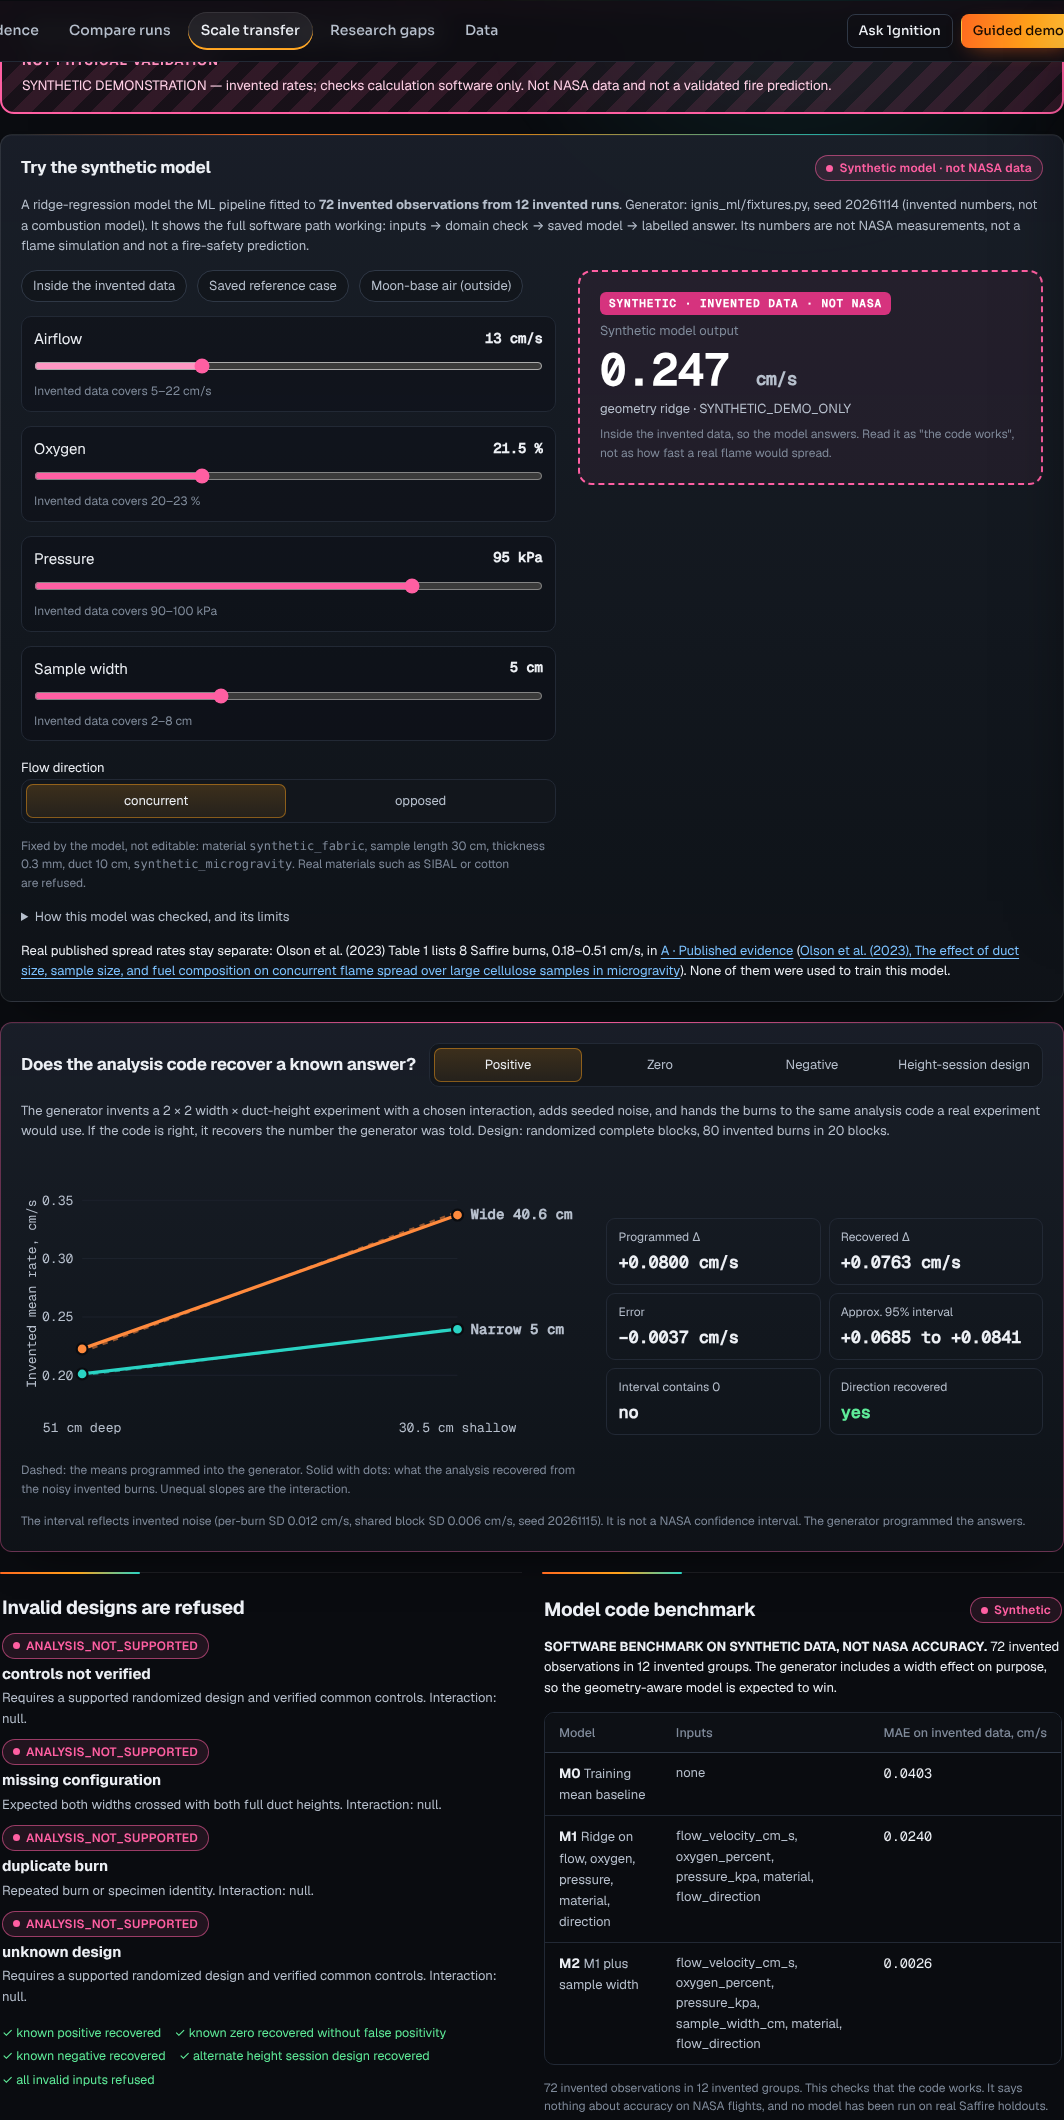 dence
Compare runs
Scale transfer
Research gaps
Data
Ask Ignition
Guided demo
NOT PHYSICAL VALIDATION
SYNTHETIC DEMONSTRATION — invented rates; checks calculation software only. Not NASA data and not a validated fire prediction.
Try the synthetic model
Synthetic model · not NASA data
A ridge-regression model the ML pipeline fitted to 72 invented observations from 12 invented runs. Generator: ignis_ml/fixtures.py, seed 20261114 (invented numbers, not
a combustion model). It shows the full software path working: inputs → domain check → saved model → labelled answer. Its numbers are not NASA measurements, not a
flame simulation and not a fire-safety prediction.
Inside the invented data
Saved reference case
Moon-base air (outside)
Airflow
13 cm/s
Invented data covers 5–22 cm/s
Oxygen
21.5 %
Invented data covers 20–23 %
Pressure
95 kPa
Invented data covers 90–100 kPa
Sample width
5 cm
Invented data covers 2–8 cm
Flow direction
concurrent
opposed
Fixed by the model, not editable: material synthetic_fabric, sample length 30 cm, thickness
0.3 mm, duct 10 cm, synthetic_microgravity. Real materials such as SIBAL or cotton
are refused.
SYNTHETIC · INVENTED DATA · NOT NASA
Synthetic model output
0.247 cm/s
geometry ridge · SYNTHETIC_DEMO_ONLY
Inside the invented data, so the model answers. Read it as "the code works",
not as how fast a real flame would spread.
▶ How this model was checked, and its limits
Real published spread rates stay separate: Olson et al. (2023) Table 1 lists 8 Saffire burns, 0.18–0.51 cm/s, in A · Published evidence (Olson et al. (2023), The effect of duct
size, sample size, and fuel composition on concurrent flame spread over large cellulose samples in microgravity). None of them were used to train this model.
Does the analysis code recover a known answer?
Positive
Zero
Negative
Height-session design
The generator invents a 2 × 2 width × duct-height experiment with a chosen interaction, adds seeded noise, and hands the burns to the same analysis code a real experiment
would use. If the code is right, it recovers the number the generator was told. Design: randomized complete blocks, 80 invented burns in 20 blocks.
Invented mean rate, cm/s
0.35
0.30
0.25
0.20
Wide 40.6 cm
Narrow 5 cm
51 cm deep
30.5 cm shallow
Programmed Δ
+0.0800 cm/s
Recovered Δ
+0.0763 cm/s
Error
−0.0037 cm/s
Approx. 95% interval
+0.0685 to +0.0841
Interval contains 0
no
Direction recovered
yes
Dashed: the means programmed into the generator. Solid with dots: what the analysis recovered from
the noisy invented burns. Unequal slopes are the interaction.
The interval reflects invented noise (per-burn SD 0.012 cm/s, shared block SD 0.006 cm/s, seed 20261115). It is not a NASA confidence interval. The generator programmed the answers.
Invalid designs are refused
ANALYSIS_NOT_SUPPORTED
controls not verified
Requires a supported randomized design and verified common controls. Interaction:
null.
ANALYSIS_NOT_SUPPORTED
missing configuration
Expected both widths crossed with both full duct heights. Interaction: null.
ANALYSIS_NOT_SUPPORTED
duplicate burn
Repeated burn or specimen identity. Interaction: null.
ANALYSIS_NOT_SUPPORTED
unknown design
Requires a supported randomized design and verified common controls. Interaction:
null.
✓ known positive recovered ✓ known zero recovered without false positivity
✓ known negative recovered ✓ alternate height session design recovered
✓ all invalid inputs refused
Model code benchmark
Synthetic
SOFTWARE BENCHMARK ON SYNTHETIC DATA, NOT NASA ACCURACY. 72 invented
observations in 12 invented groups. The generator includes a width effect on purpose,
so the geometry-aware model is expected to win.
Model
Inputs
MAE on invented data, cm/s
M0 Training
mean baseline
none
0.0403
M1 Ridge on
flow, oxygen,
pressure,
material,
direction
flow_velocity_cm_s,
oxygen_percent,
pressure_kpa, material,
flow_direction
0.0240
M2 M1 plus
sample width
flow_velocity_cm_s,
oxygen_percent,
pressure_kpa,
sample_width_cm, material,
flow_direction
0.0026
72 invented observations in 12 invented groups. This checks that the code works. It says
nothing about accuracy on NASA flights, and no model has been run on real Saffire holdouts.